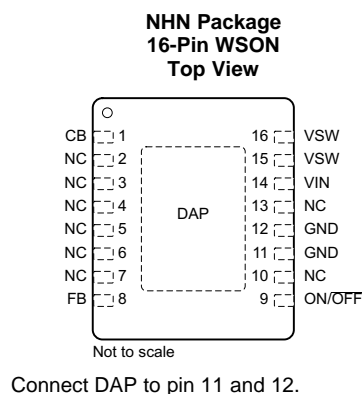 NHN Package
16-Pin WSON
Top View
CB 1 16 VSW
NC 2 15 VSW
NC 3 14 VIN
NC 4 13 NC
DAP
NC 5 12 GND
NC 6 11 GND
NC 7 10 NC
FB 8 9 ON/OFF
Not to scale
Connect DAP to pin 11 and 12.